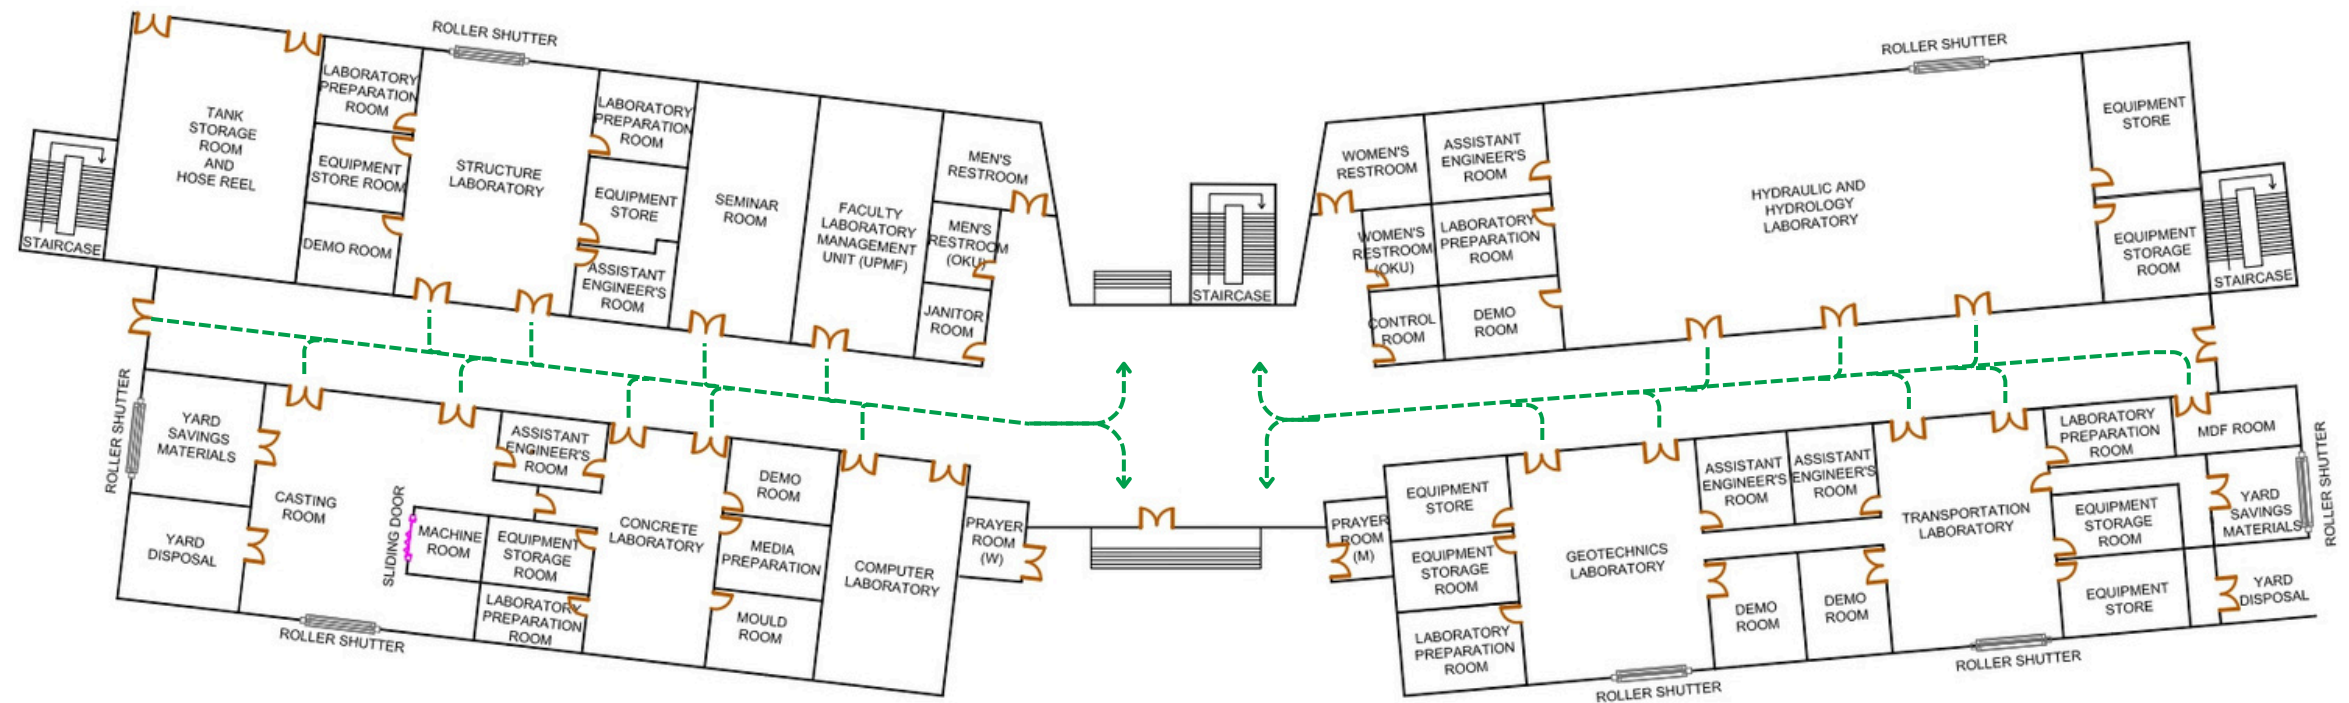 ROLLER SHUTTER
TANK
STORAGE
ROOM
AND
HOSE REEL
STAIRCASE
LABORATORY
PREPARATION
ROOM
EQUIPMENT
STORE ROOM
DEMO ROOM
STRUCTURE
LABORATORY
LABORATORY
PREPARATION
ROOM
EQUIPMENT
STORE
ASSISTANT
ENGINEER'S
ROOM
SEMINAR
ROOM
FACULTY
LABORATORY
MANAGEMENT
UNIT (UPMF)
MEN'S
RESTROOM
MEN'S
RESTROOM
(OKU)
JANITOR
ROOM
STAIRCASE
ROLLER SHUTTER
WOMEN'S
RESTROOM
WOMEN'S
RESTROOM
(OKU)
CONTROL
ROOM
ASSISTANT
ENGINEER'S
ROOM
LABORATORY
PREPARATION
ROOM
DEMO
ROOM
HYDRAULIC AND
HYDROLOGY
LABORATORY
EQUIPMENT
STORE
EQUIPMENT
STORAGE
ROOM
STAIRCASE
ROLLER SHUTTER
YARD
SAVINGS
MATERIALS
YARD
DISPOSAL
CASTING
ROOM
ROLLER SHUTTER
SLIDING DOOR
MACHINE
ROOM
ASSISTANT
ENGINEER'S
ROOM
EQUIPMENT
STORAGE
ROOM
LABORATORY
PREPARATION
ROOM
CONCRETE
LABORATORY
DEMO
ROOM
MEDIA
PREPARATION
MOULD
ROOM
COMPUTER
LABORATORY
PRAYER
ROOM
(W)
PRAYER
ROOM
(M)
EQUIPMENT
STORE
EQUIPMENT
STORAGE
ROOM
LABORATORY
PREPARATION
ROOM
GEOTECHNICS
LABORATORY
ROLLER SHUTTER
ASSISTANT
ENGINEER'S
ROOM
ASSISTANT
ENGINEER'S
ROOM
DEMO
ROOM
DEMO
ROOM
TRANSPORTATION
LABORATORY
ROLLER SHUTTER
LABORATORY
PREPARATION
ROOM
MDF ROOM
EQUIPMENT
STORAGE
ROOM
EQUIPMENT
STORE
YARD
SAVINGS
MATERIALS
YARD
DISPOSAL
ROLLER SHUTTER